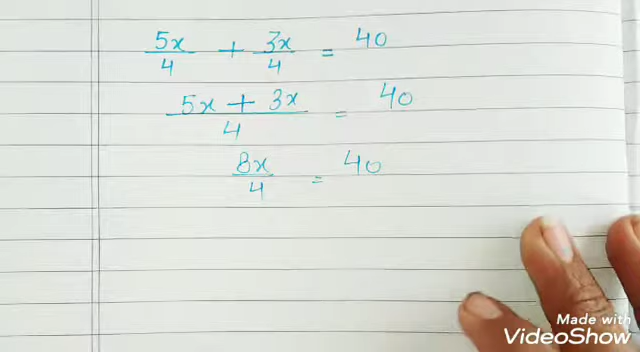 5x/4 + 3x/4 = 40
5x + 3x/4 = 40
8x/4 = 40
Made with
VideoShow